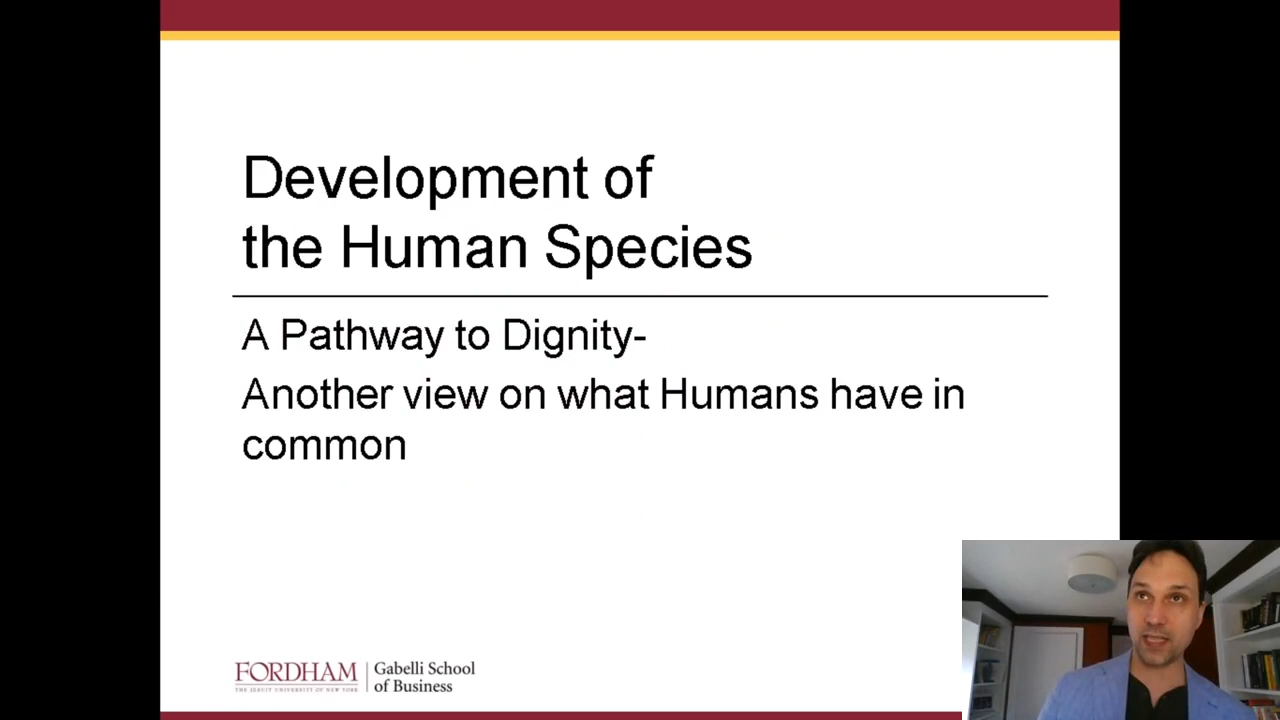 Development of
the Human Species
A Pathway to Dignity-
Another view on what Humans have in
common
FORDHAM
THE JESUIT UNIVERSITY OF NEW YORK
Gabelli School
of Business